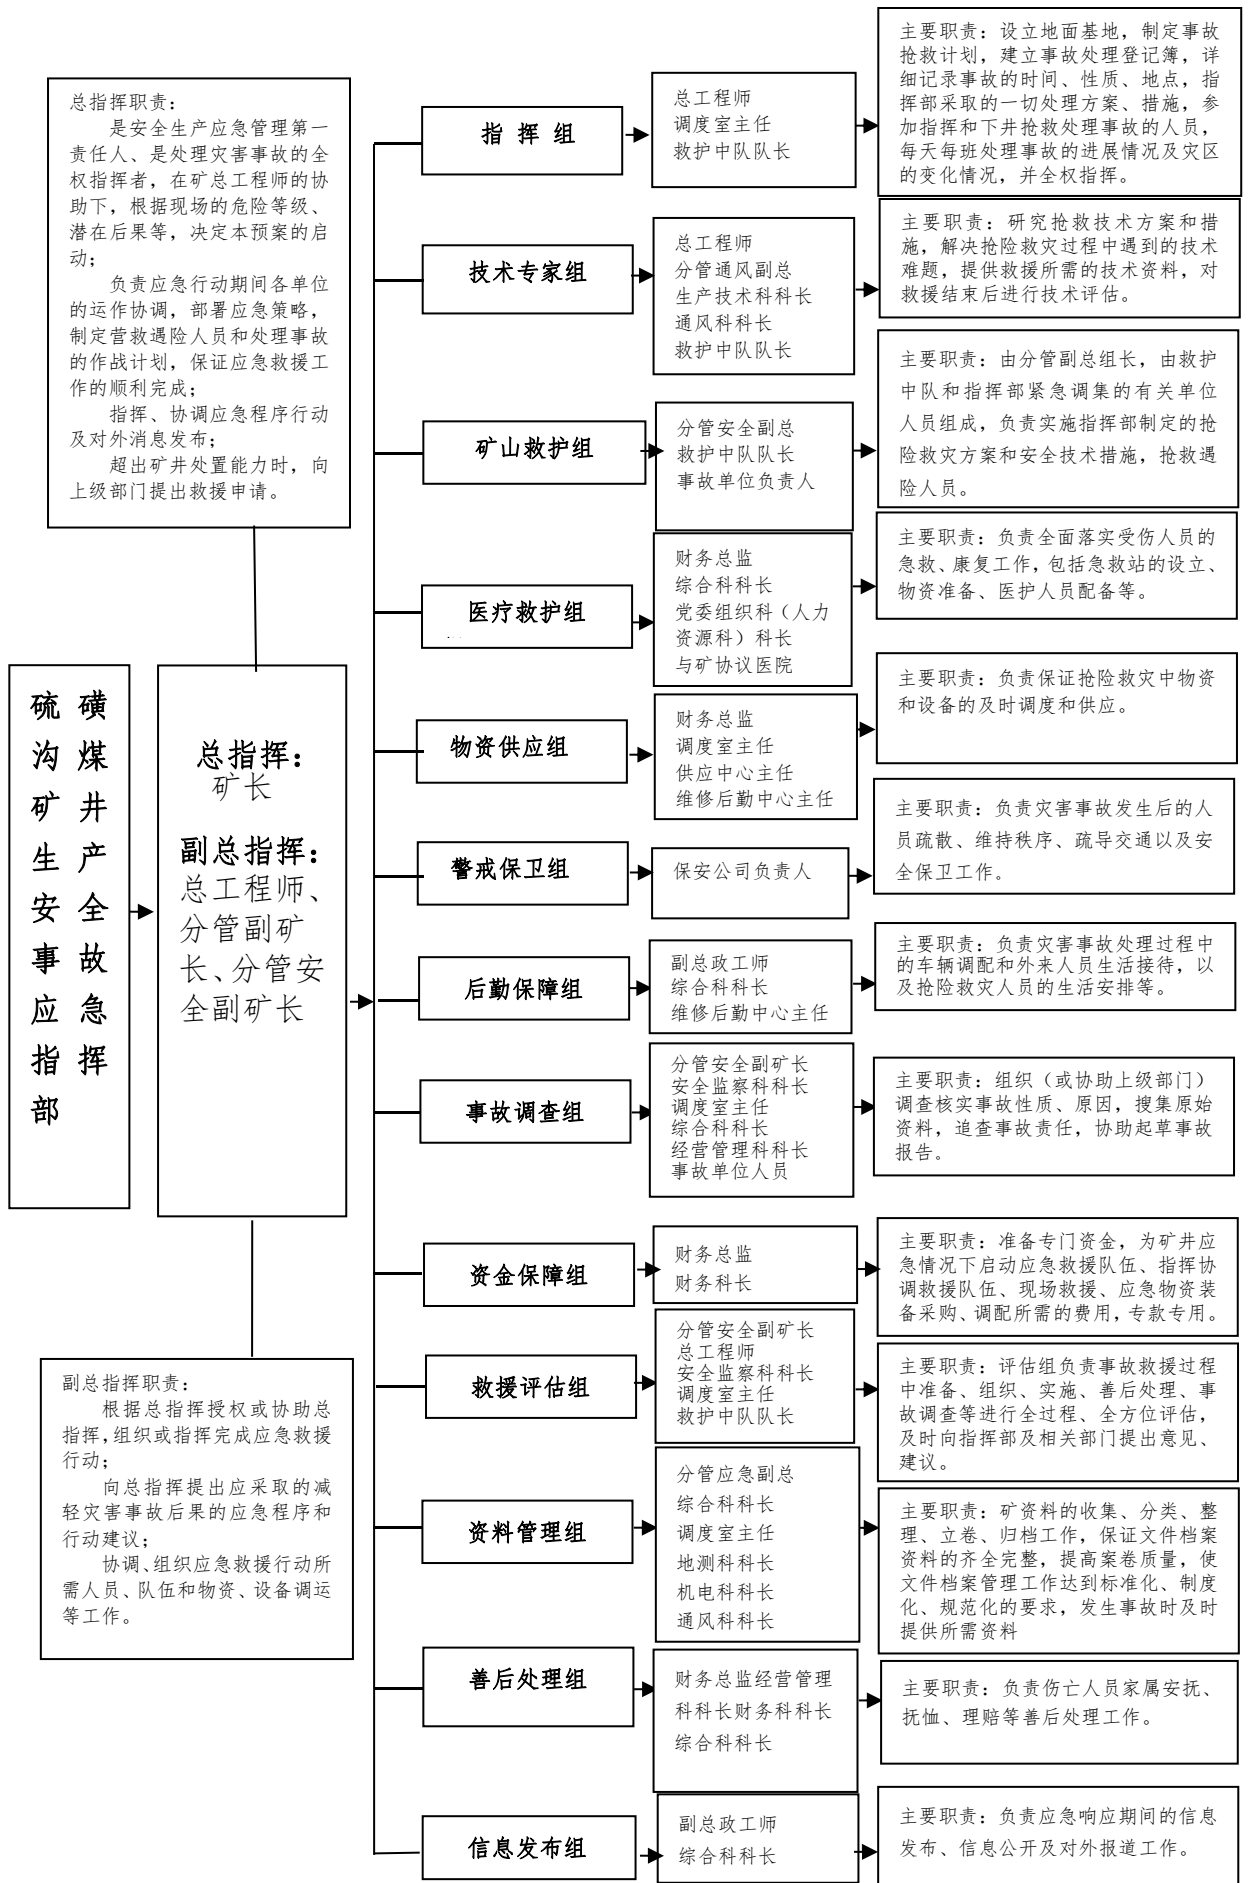 硫磺
沟煤
矿井
生产
安全
事故
应急
指挥
部
总指挥职责：
是安全生产应急管理第一
责任人、是处理灾害事故的全
权指挥者，在矿总工程师的协
助下，根据现场的危险等级、
潜在后果等，决定本预案的启
动；
负责应急行动期间各单位
的运作协调，部署应急策略，
制定营救遇险人员和处理事故
的作战计划，保证应急救援工
作的顺利完成；
指挥、协调应急程序行动
及对外消息发布；
超出矿井处置能力时，向
上级部门提出救援申请。
总指挥：
矿长
副总指挥：
总工程师、
分管副矿
长、分管安
全副矿长
副总指挥职责：
根据总指挥授权或协助总
指挥，组织或指挥完成应急救援
行动；
向总指挥提出应采取的减
轻灾害事故后果的应急程序和
行动建议；
协调、组织应急救援行动所
需人员、队伍和物资、设备调运
等工作。
指 挥 组
总工程师
调度室主任
救护中队队长
主要职责：设立地面基地，制定事故
抢救计划，建立事故处理登记簿，详
细记录事故的时间、性质、地点，指
挥部采取的一切处理方案、措施，参
加指挥和下井抢救处理事故的人员，
每天每班处理事故的进展情况及灾区
的变化情况，并全权指挥。
技术专家组
总工程师
分管通风副总
生产技术科科长
通风科科长
救护中队队长
主要职责：研究抢救技术方案和措
施，解决抢险救灾过程中遇到的技术
难题，提供救援所需的技术资料，对
救援结束后进行技术评估。
矿山救护组
分管安全副总
救护中队队长
事故单位负责人
主要职责：由分管副总组长，由救护
中队和指挥部紧急调集的有关单位
人员组成，负责实施指挥部制定的抢
险救灾方案和安全技术措施，抢救遇
险人员。
医疗救护组
财务总监
综合科科长
党委组织科（人力
资源科）科长
与矿协议医院
主要职责：负责全面落实受伤人员的
急救、康复工作，包括急救站的设立、
物资准备、医护人员配备等。
物资供应组
财务总监
调度室主任
供应中心主任
维修后勤中心主任
主要职责：负责保证抢险救灾中物资
和设备的及时调度和供应。
警戒保卫组
保安公司负责人
主要职责：负责灾害事故发生后的人
员疏散、维持秩序、疏导交通以及安
全保卫工作。
后勤保障组
副总政工师
综合科科长
维修后勤中心主任
主要职责：负责灾害事故处理过程中
的车辆调配和外来人员生活接待，以
及抢险救灾人员的生活安排等。
事故调查组
分管安全副矿长
安全监察科科长
调度室主任
综合科科长
经营管理科科长
事故单位人员
主要职责：组织（或协助上级部门）
调查核实事故性质、原因，搜集原始
资料，追查事故责任，协助起草事故
报告。
资金保障组
财务总监
财务科长
主要职责：准备专门资金，为矿井应
急情况下启动应急救援队伍、指挥协
调救援队伍、现场救援、应急物资装
备采购、调配所需的费用，专款专用。
救援评估组
分管安全副矿长
总工程师
安全监察科科长
调度室主任
救护中队队长
主要职责：评估组负责事故救援过程
中准备、组织、实施、善后处理、事
故调查等进行全过程、全方位评估，
及时向指挥部及相关部门提出意见、
建议。
资料管理组
分管应急副总
综合科科长
调度室主任
地测科科长
机电科科长
通风科科长
主要职责：矿资料的收集、分类、整
理、立卷、归档工作，保证文件档案
资料的齐全完整，提高案卷质量，使
文件档案管理工作达到标准化、制度
化、规范化的要求，发生事故时及时
提供所需资料
善后处理组
财务总监经营管理
科科长财务科科长
综合科科长
主要职责：负责伤亡人员家属安抚、
抚恤、理赔等善后处理工作。
信息发布组
副总政工师
综合科科长
主要职责：负责应急响应期间的信息
发布、信息公开及对外报道工作。